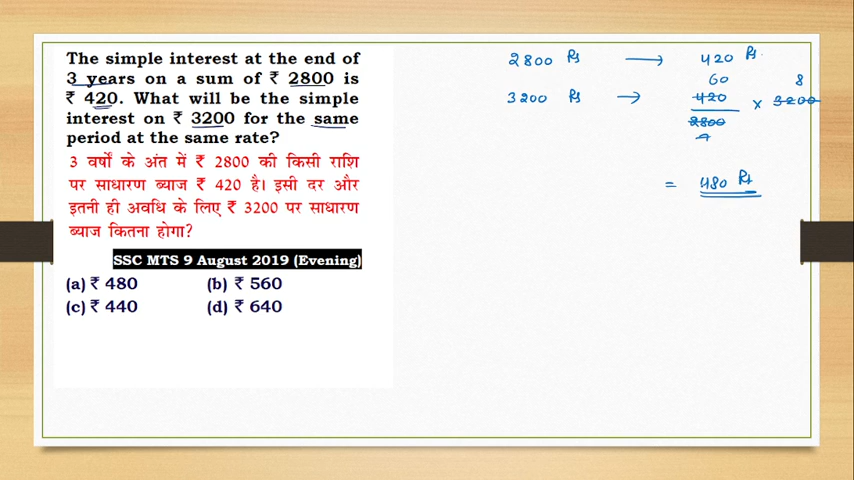 The simple interest at the end of
3 years on a sum of ₹ 2800 is
₹ 420. What will be the simple
interest on ₹ 3200 for the same
period at the same rate?
3 वर्षों के अंत में ₹ 2800 की किसी राशि
पर साधारण ब्याज ₹ 420 है। इसी दर और
इतनी ही अवधि के लिए ₹ 3200 पर साधारण
ब्याज कितना होगा?
SSC MTS 9 August 2019 (Evening)
(a) ₹ 480 (b) ₹ 560
(c) ₹ 440 (d) ₹ 640
2800 Rs → 420 Rs.
60 8
3200 Rs → 420 × 3200
2800
= 480 Rs